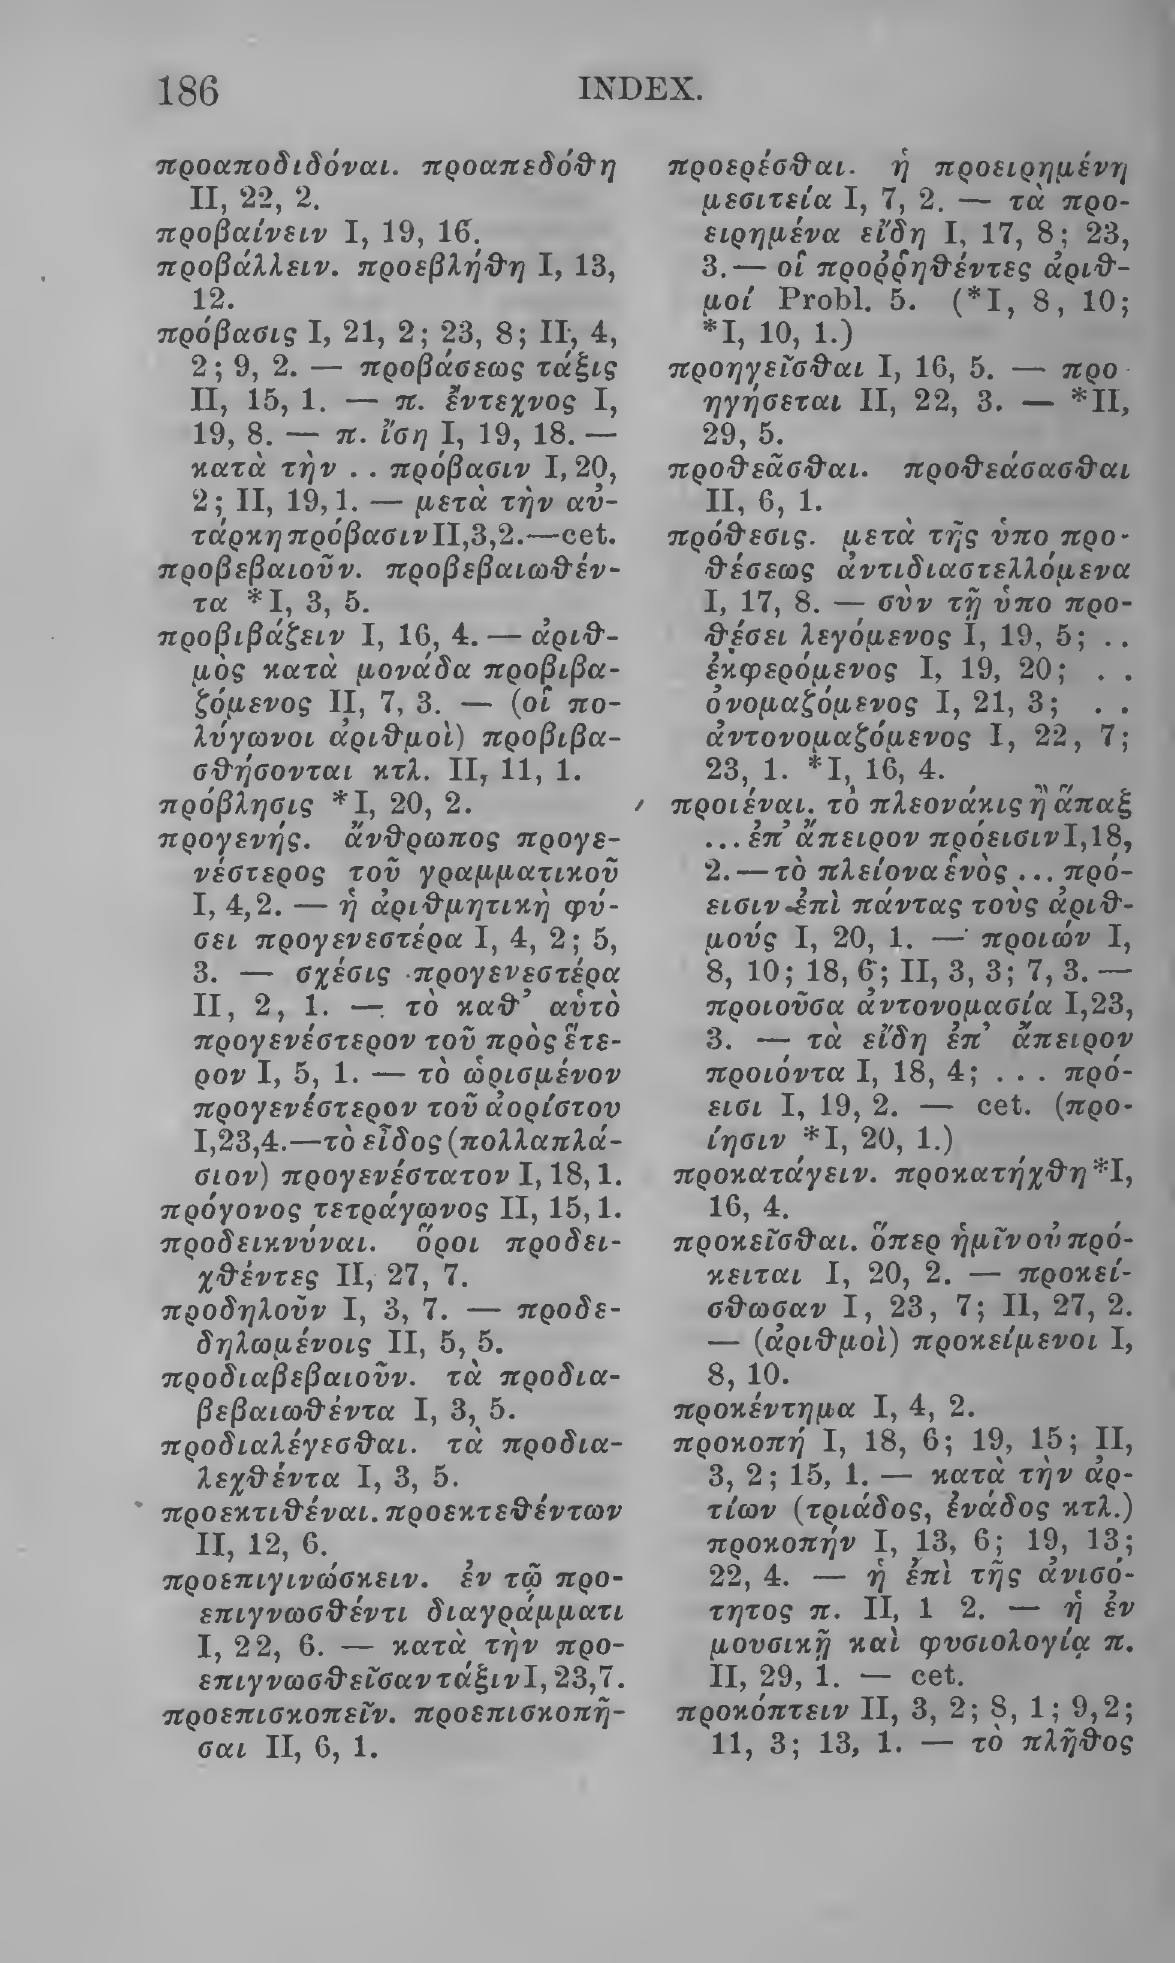 186 INDEX.
προαποδιδόναι. προαπεδόθη
II, 22, 2.
προβαίνειν I, 19, 16.
προβάλλειν. προεβλήθη I, 13,
12.
πρόβασις I, 21, 2; 23, 8; II, 4,
2; 9, 2. — προβάσεως τάξις
II, 15, 1. — π. ἔντεχνος I,
19, 8. — π. ἴση I, 19, 18. —
κατὰ τὴν . . πρόβασιν I, 20,
2; II, 19, 1. — μετὰ τὴν αὐ-
τάρκη πρόβασιν II, 3, 2. — cet.
προβεβαιοῦν. προβεβαιωθέν-
τα *I, 3, 5.
προβιβάζειν I, 16, 4. — ἀριθ-
μὸς κατὰ μονάδα προβιβα-
ζόμενος II, 7, 3. — (οἱ πο-
λύγωνοι ἀριθμοὶ) προβιβα-
σθήσονται κτλ. II, 11, 1.
πρόβλησις *I, 20, 2.
προγενής. ἄνθρωπος προγε-
νέστερος τοῦ γραμματικοῦ
I, 4, 2. — ἡ ἀριθμητικὴ φύ-
σει προγενεστέρα I, 4, 2; 5,
3. — σχέσις προγενεστέρα
II, 2, 1. — τὸ καθ’ αὑτὸ
προγενέστερον τοῦ πρὸς ἕτε-
ρον I, 5, 1. — τὸ ὡρισμένον
προγενέστερον τοῦ ἀορίστου
I, 23, 4. — τὸ εἶδος (πολλαπλά-
σιον) προγενέστατον I, 18, 1.
πρόγονος τετράγωνος II, 15, 1.
προδεικνύναι. ὅροι προδει-
χθέντες II, 27, 7.
προδηλοῦν I, 3, 7. — προδε-
δηλωμένοις II, 5, 5.
προδιαβεβαιοῦν. τὰ προδια-
βεβαιωθέντα I, 3, 5.
προδιαλέγεσθαι. τὰ προδια-
λεχθέντα I, 3, 5.
προεκτιθέναι. προεκτεθέντων
II, 12, 6.
προεπιγινώσκειν. ἐν τῷ προ-
επιγνωσθέντι διαγράμματι
I, 22, 6. — κατὰ τὴν προ-
επιγνωσθεῖσαν τάξιν I, 23, 7.
προεπισκοπεῖν. προεπισκοπῆ-
σαι II, 6, 1.
προερέσθαι. ἡ προειρημένη
μεσιτεία I, 7, 2. — τὰ προ-
ειρημένα εἴδη I, 17, 8; 23,
3. — οἱ προῤῥηθέντες ἀριθ-
μοί Probl. 5. (*I, 8, 10;
*I, 10, 1.)
προηγεῖσθαι I, 16, 5. — προ
ηγήσεται II, 22, 3. — *II,
29, 5.
προθεᾶσθαι. προθεάσασθαι
II, 6, 1.
πρόθεσις. μετὰ τῆς ὑπο προ-
θέσεως ἀντιδιαστελλόμενα
I, 17, 8. — σὺν τῇ ὑπο προ-
θέσει λεγόμενος I, 19, 5; . .
ἐκφερόμενος I, 19, 20; . .
ὀνομαζόμενος I, 21, 3; . .
ἀντονομαζόμενος I, 22, 7;
23, 1. *I, 16, 4.
προιέναι. τὸ πλεονάκις ἢ ἅπαξ
... ἐπ’ ἄπειρον πρόεισιν I, 18,
2. — τὸ πλείονα ἑνὸς ... πρό-
εισιν ἐπὶ πάντας τοὺς ἀριθ-
μούς I, 20, 1. — προιών I,
8, 10; 18, 6; II, 3, 3; 7, 3. —
προιοῦσα ἀντονομασία I, 23,
3. — τὰ εἴδη ἐπ’ ἄπειρον
προιόντα I, 18, 4; . . . πρό-
εισι I, 19, 2. — cet. (προ-
ίησιν *I, 20, 1.)
προκατάγειν. προκατήχθη *I,
16, 4.
προκεῖσθαι. ὅπερ ἡμῖν οὐ πρό-
κειται I, 20, 2. — προκεί-
σθωσαν I, 23, 7; II, 27, 2.
— (ἀριθμοὶ) προκείμενοι I,
8, 10.
προκέντημα I, 4, 2.
προκοπή I, 18, 6; 19, 15; II,
3, 2; 15, 1. — κατὰ τὴν ἀρ-
τίων (τριάδος, ἑνάδος κτλ.)
προκοπήν I, 13, 6; 19, 13;
22, 4. — ἡ ἐπὶ τῆς ἀνισό-
τητος π. II, 1 2. — ἡ ἐν
μουσικῇ καὶ φυσιολογίᾳ π.
II, 29, 1. — cet.
προκόπτειν II, 3, 2; 8, 1; 9, 2;
11, 3; 13, 1. — τὸ πλῆθος